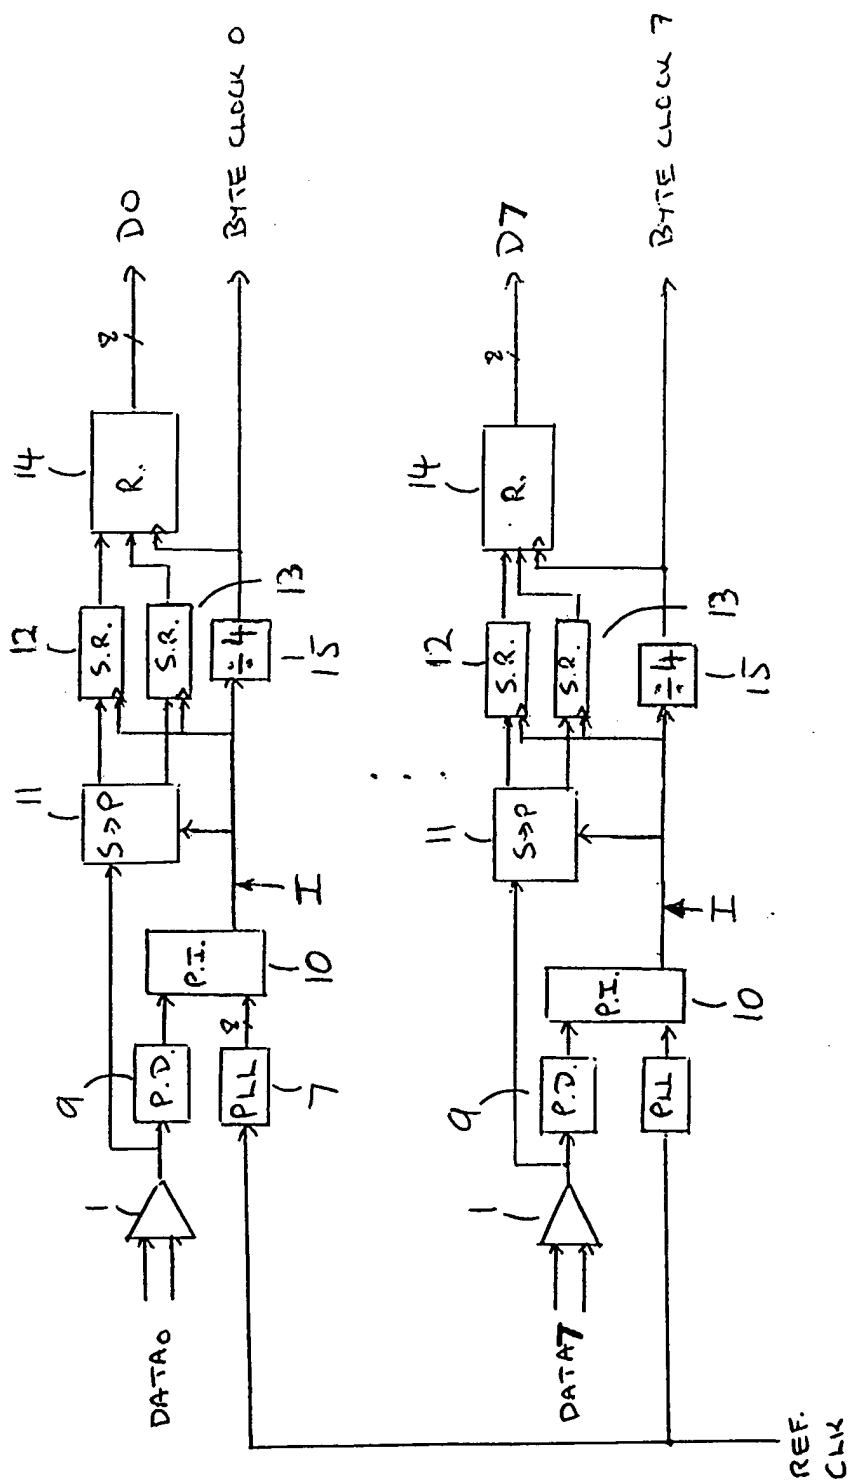 DATA0
1
9
P.D.
PLL
7
8
P.I.
10
I
11
S⇒P
12
S.R.
S.R.
13
÷4
15
14
R.
8
D0
BYTE CLOCK 0
DATA7
1
9
P.D.
PLL
P.I.
10
I
11
S⇒P
12
S.R.
S.R.
13
÷4
15
14
R.
8
D7
BYTE CLOCK 7
REF.
CLK